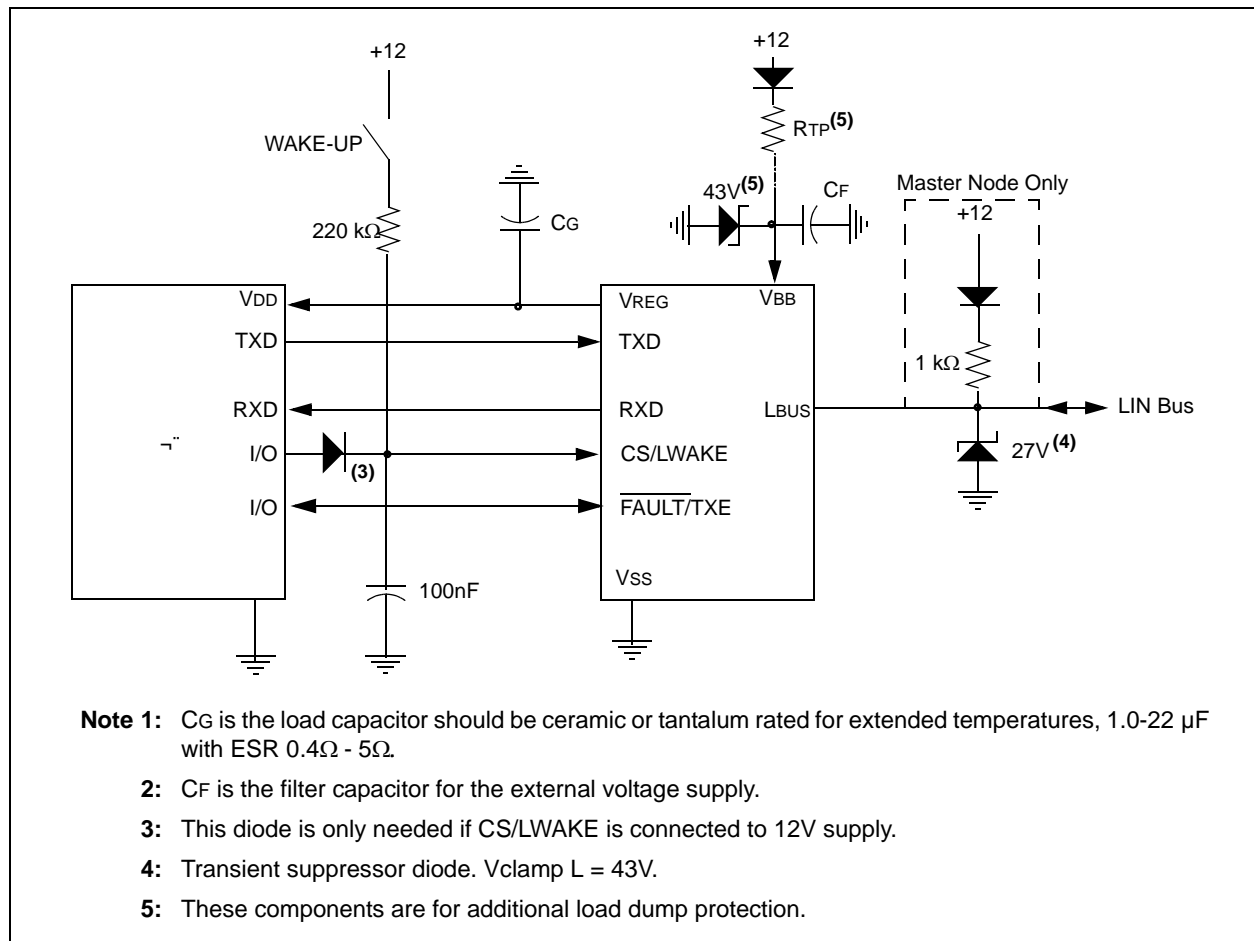 +12
+12
WAKE-UP
RTP(5)
43V(5)
CF
Master Node Only
+12
CG
220 kΩ
VDD
VREG
VBB
TXD
TXD
1 kΩ
RXD
RXD
LBUS
LIN Bus
¬¨
I/O
(3)
CS/LWAKE
27V(4)
I/O
FAULT/TXE
VSS
100nF
Note 1: CG is the load capacitor should be ceramic or tantalum rated for extended temperatures, 1.0-22 µF
with ESR 0.4Ω - 5Ω.
2: CF is the filter capacitor for the external voltage supply.
3: This diode is only needed if CS/LWAKE is connected to 12V supply.
4: Transient suppressor diode. Vclamp L = 43V.
5: These components are for additional load dump protection.